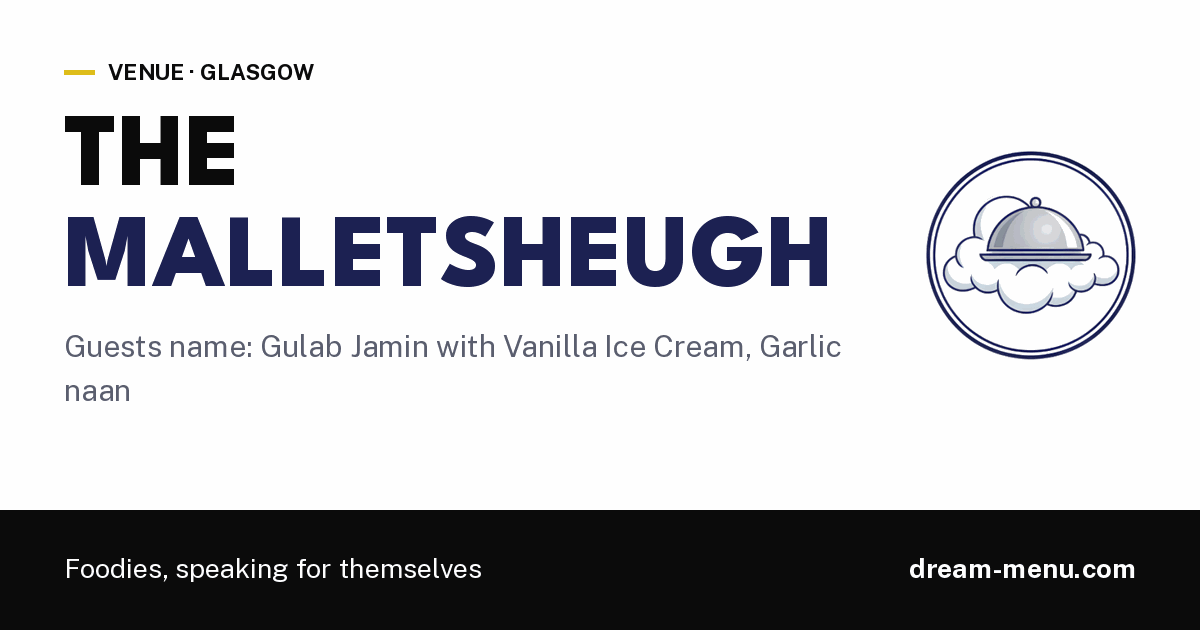 VENUE · GLASGOW
THE
MALLETSHEUGH
Guests name: Gulab Jamin with Vanilla Ice Cream, Garlic
naan
Foodies, speaking for themselves
dream-menu.com